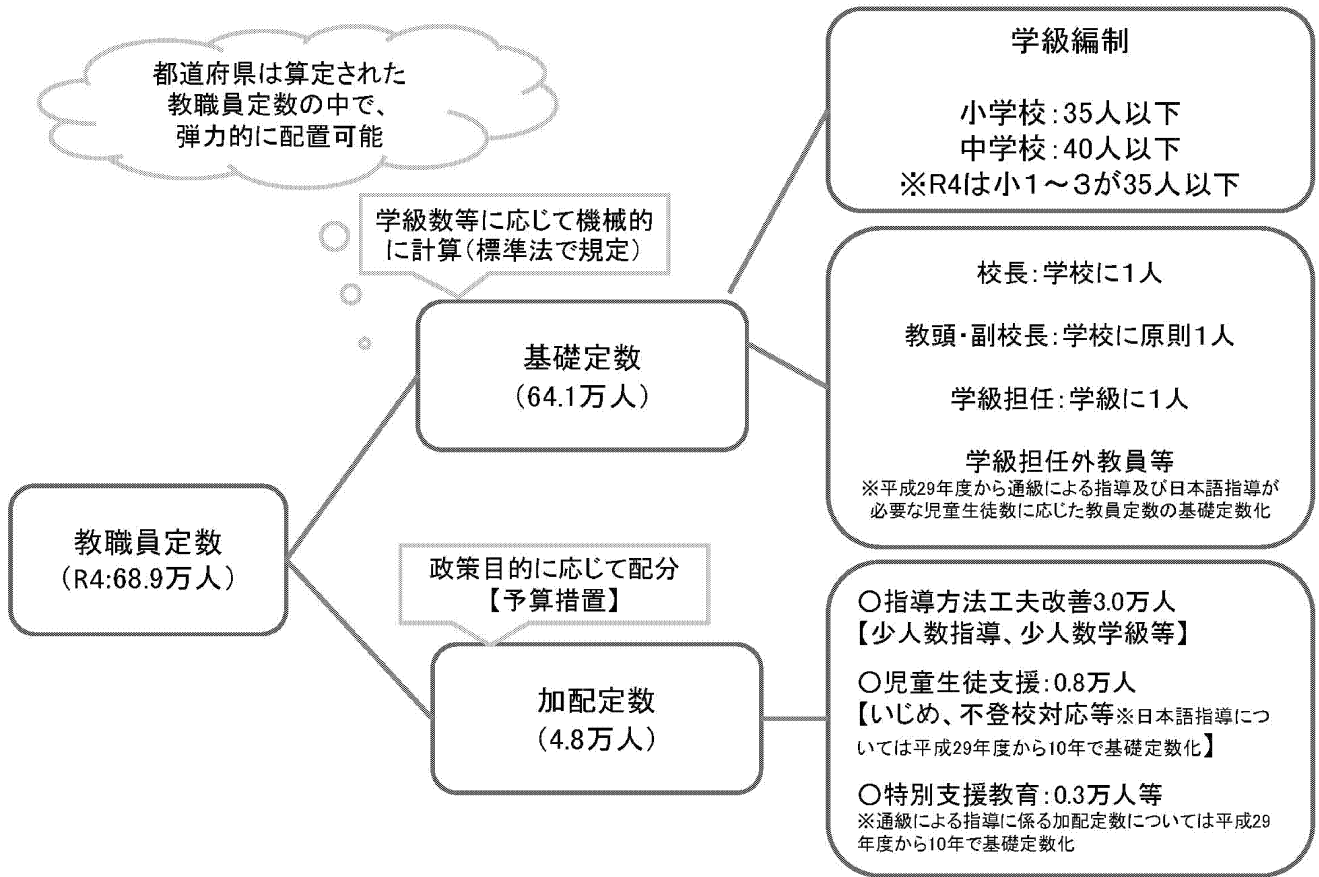 都道府県は算定された
教職員定数の中で、
弾力的に配置可能
学級数等に応じて機械的
に計算（標準法で規定）
基礎定数
（64.1万人）
教職員定数
（R4:68.9万人）
政策目的に応じて配分
【予算措置】
加配定数
（4.8万人）
学級編制
小学校：35人以下
中学校：40人以下
※R4は小１～３が35人以下
校長：学校に１人
教頭・副校長：学校に原則１人
学級担任：学級に１人
学級担任外教員等
※平成29年度から通級による指導及び日本語指導が
必要な児童生徒数に応じた教員定数の基礎定数化
○指導方法工夫改善3.0万人
【少人数指導、少人数学級等】
○児童生徒支援：0.8万人
【いじめ、不登校対応等※日本語指導につ
いては平成29年度から10年で基礎定数化】
○特別支援教育：0.3万人等
※通級による指導に係る加配定数については平成29
年度から10年で基礎定数化